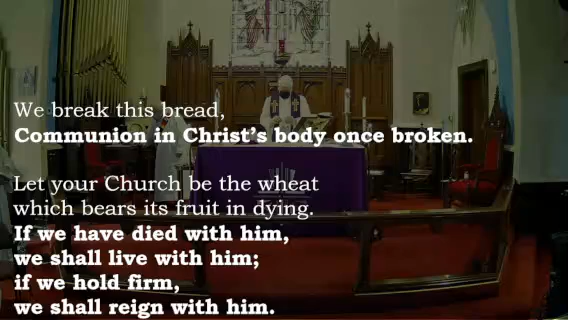 We break this bread,
Communion in Christ's body once broken.
Let your Church be the wheat
which bears its fruit in dying.
If we have died with him,
we shall live with him;
if we hold firm,
we shall reign with him.